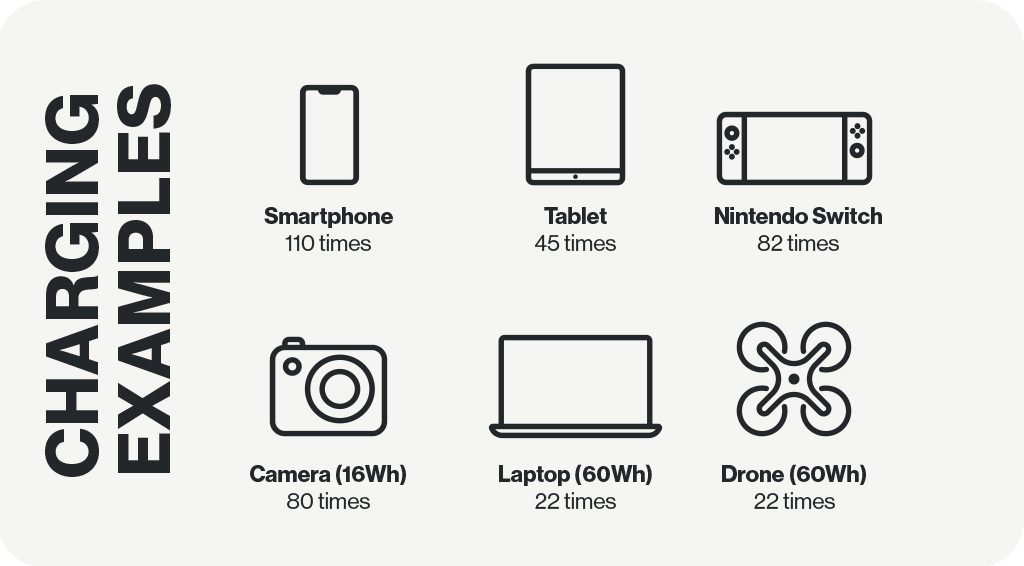 CHARGING
EXAMPLES
Smartphone
110 times
Tablet
45 times
Nintendo Switch
82 times
Camera (16Wh)
80 times
Laptop (60Wh)
22 times
Drone (60Wh)
22 times